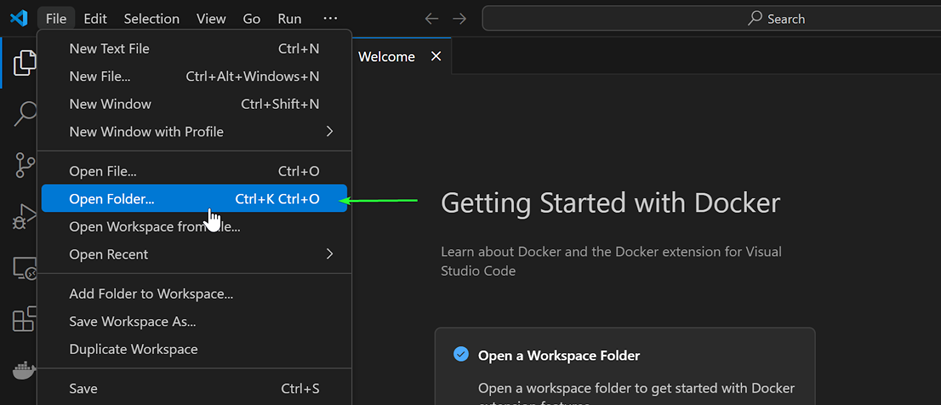 File Edit Selection View Go Run ···
Search
New Text File Ctrl+N
New File... Ctrl+Alt+Windows+N
New Window Ctrl+Shift+N
New Window with Profile
Open File... Ctrl+O
Open Folder... Ctrl+K Ctrl+O
Open Workspace from
Open Recent
Add Folder to Workspace...
Save Workspace As...
Duplicate Workspace
Save Ctrl+S
Welcome
Getting Started with Docker
Learn about Docker and the Docker extension for Visual
Studio Code
Open a Workspace Folder
Open a workspace folder to get started with Docker